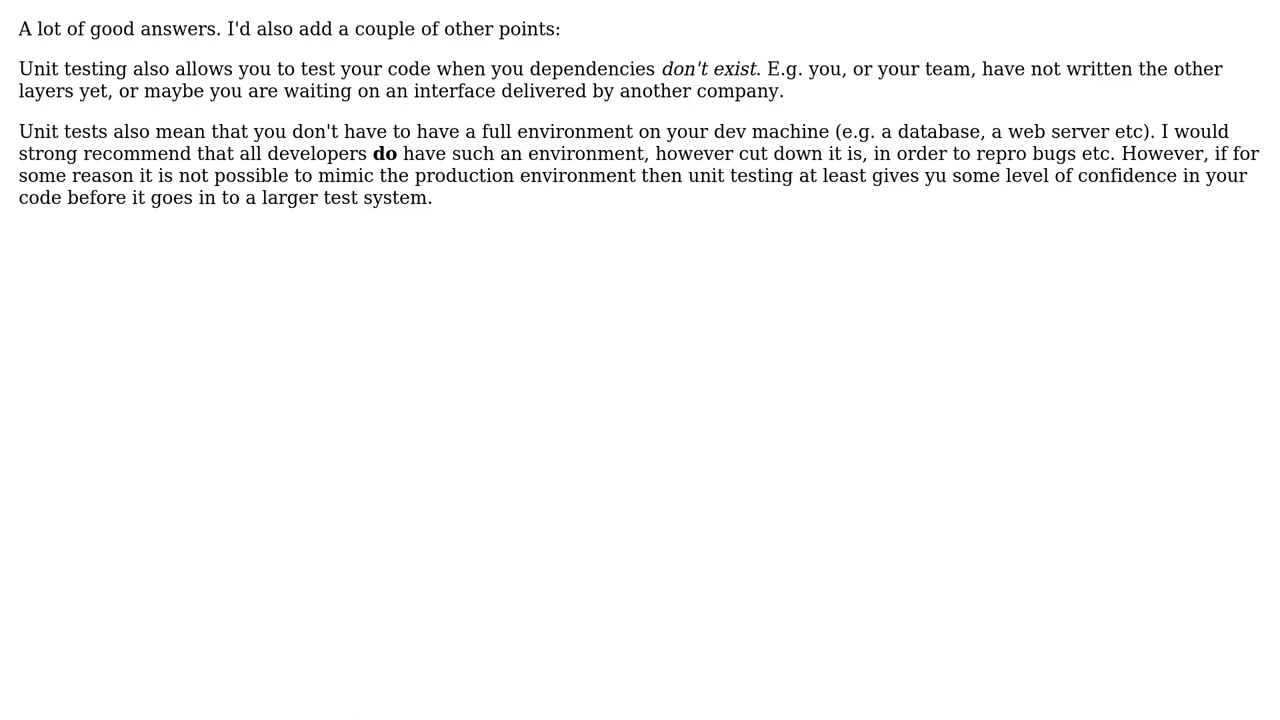 A lot of good answers. I'd also add a couple of other points:
Unit testing also allows you to test your code when you dependencies don't exist. E.g. you, or your team, have not written the other
layers yet, or maybe you are waiting on an interface delivered by another company.
Unit tests also mean that you don't have to have a full environment on your dev machine (e.g. a database, a web server etc). I would
strong recommend that all developers do have such an environment, however cut down it is, in order to repro bugs etc. However, if for
some reason it is not possible to mimic the production environment then unit testing at least gives yu some level of confidence in your
code before it goes in to a larger test system.